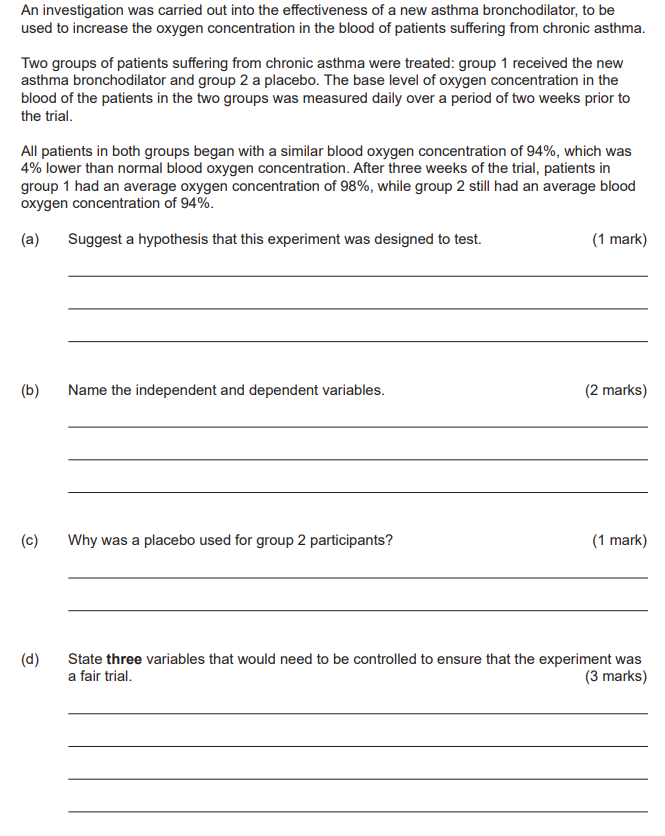 An investigation was carried out into the effectiveness of a new asthma bronchodilator, to be
used to increase the oxygen concentration in the blood of patients suffering from chronic asthma.
Two groups of patients suffering from chronic asthma were treated: group 1 received the new
asthma bronchodilator and group 2 a placebo. The base level of oxygen concentration in the
blood of the patients in the two groups was measured daily over a period of two weeks prior to
the trial.
All patients in both groups began with a similar blood oxygen concentration of 94%, which was
4% lower than normal blood oxygen concentration. After three weeks of the trial, patients in
group 1 had an average oxygen concentration of 98%, while group 2 still had an average blood
oxygen concentration of 94%.
(a) Suggest a hypothesis that this experiment was designed to test. (1 mark)
(b) Name the independent and dependent variables. (2 marks)
(c) Why was a placebo used for group 2 participants? (1 mark)
(d) State three variables that would need to be controlled to ensure that the experiment was
a fair trial. (3 marks)